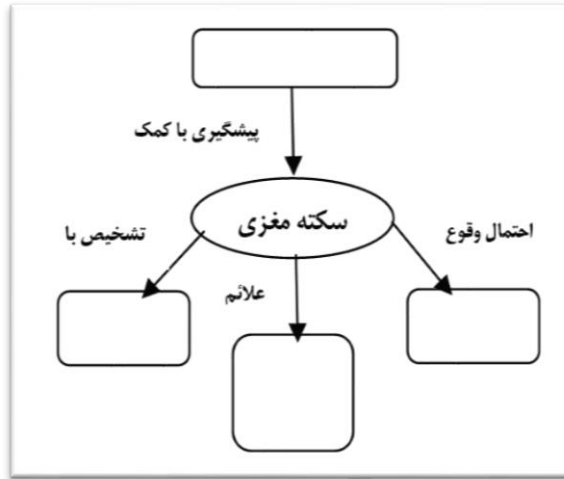 پیشگیری با کمک
سکته مغزی
احتمال وقوع
تشخیص با
علائم